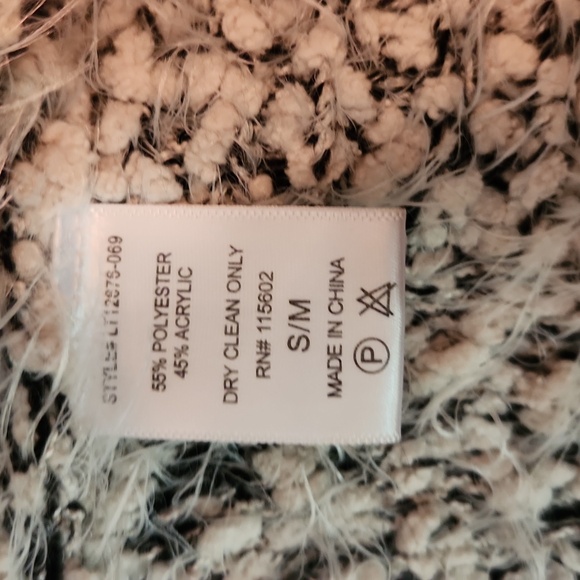 STYLE# LT12676-069
55% POLYESTER
45% ACRYLIC
DRY CLEAN ONLY
RN# 115602
S/M
MADE IN CHINA
P